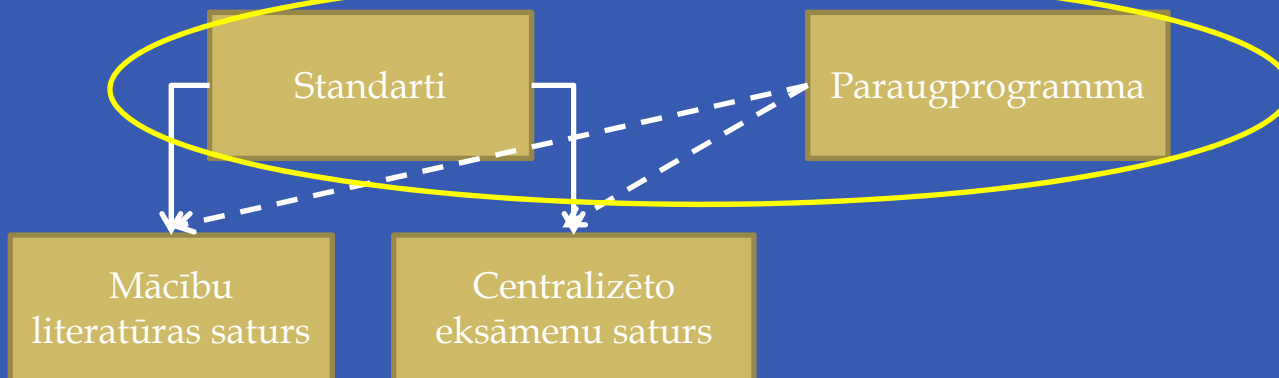 Standarti
Paraugprogramma
Mācību
literatūras saturs
Centralizēto
eksāmenu saturs